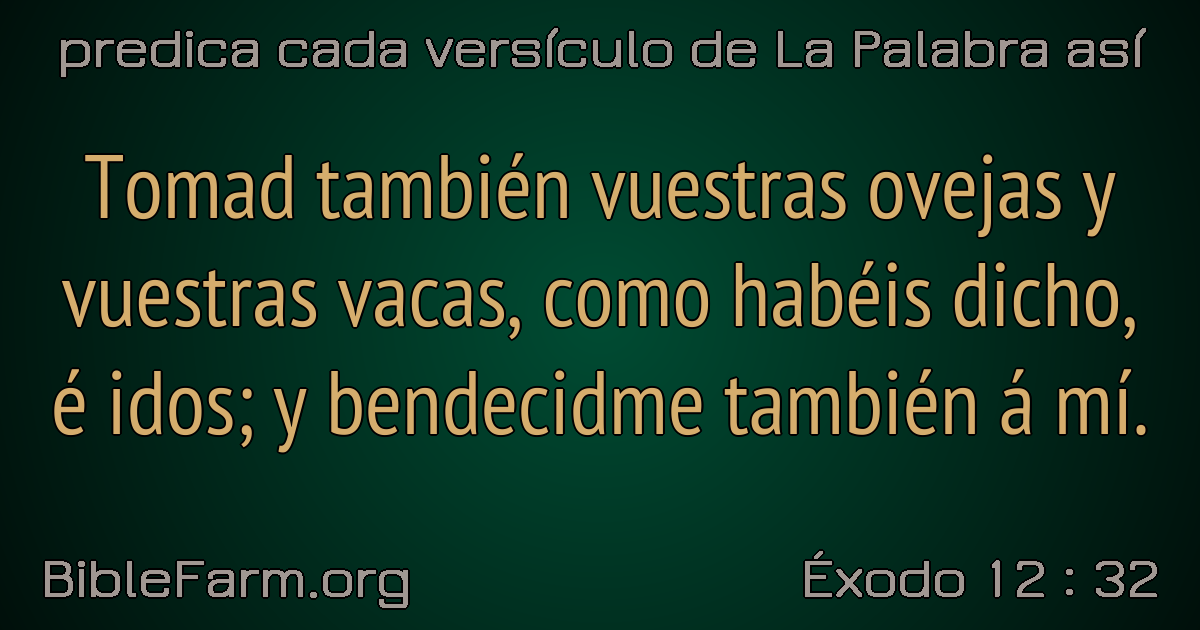 predica cada versículo de La Palabra así
Tomad también vuestras ovejas y
vuestras vacas, como habéis dicho,
é idos; y bendecidme también á mí.
BibleFarm.org
Éxodo 12 : 32